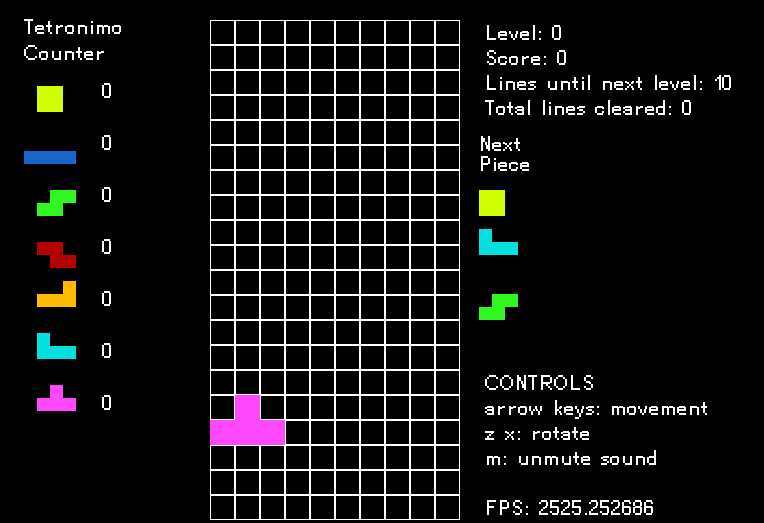 Tetronimo
Counter
0
0
0
0
0
0
0
Level: 0
Score: 0
Lines until next level: 10
Total lines cleared: 0
Next
Piece
CONTROLS
arrow keys: movement
z x: rotate
m: unmute sound
FPS: 2525.252686